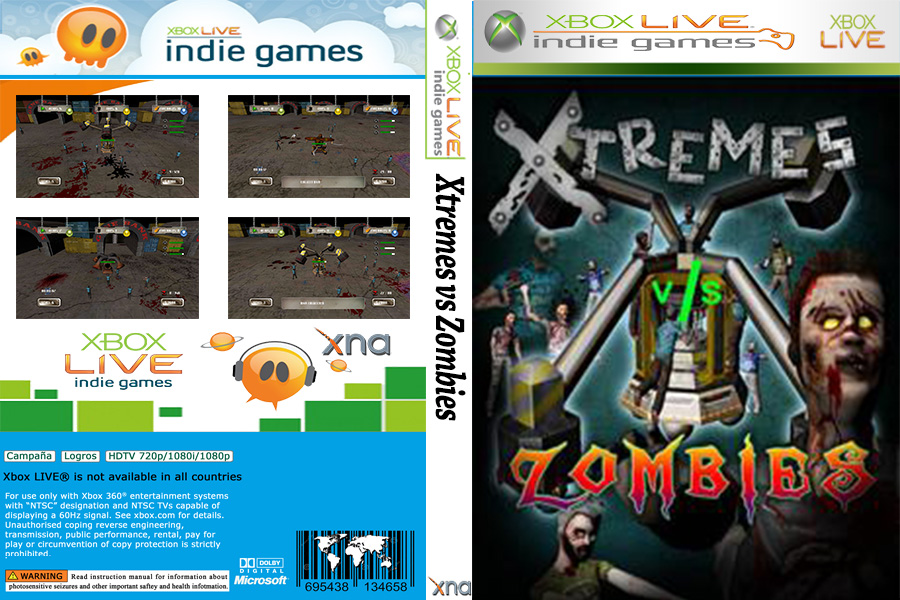 XBOX LIVE
indie games
XBOX LIVE
indie games
xna
Campaña Logros HDTV 720p/1080i/1080p
Xbox LIVE® is not available in all countries
For use only with Xbox 360® entertainment systems
with “NTSC” designation and NTSC TVs capable of
displaying a 60Hz signal. See xbox.com for details.
Unauthorised coping reverse engineering,
transmission, public performance, rental, pay for
play or circumvention of copy protection is strictly
prohibited.
WARNING Read instruction manual for information about
photosensitive seizures and other important saftey and health infotmation.
DOLBY
DIGITAL
Microsoft
695438 134658
XBOX LIVE
indie games
Xtremes vs Zombies
xna
XBOX LIVE
indie games
XBOX
LIVE
XTREMES
V/S
ZOMBIES